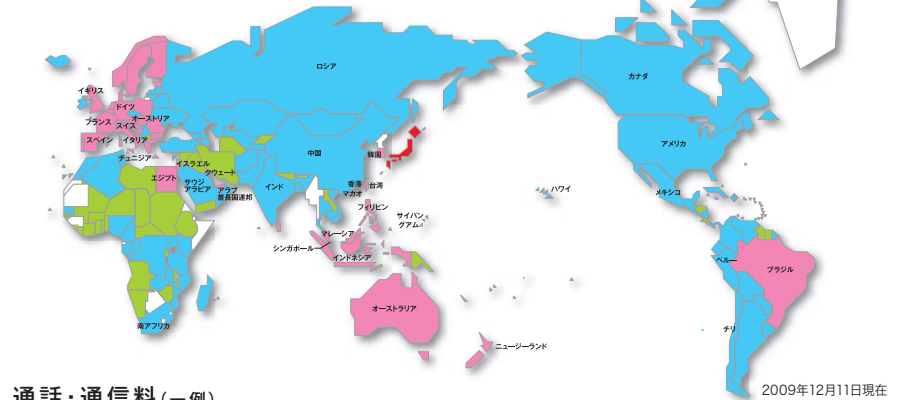 ロシア
カナダ
イギリス
ドイツ
フランス
スイス
オーストリア
スペイン
イタリア
アメリカ
チュニジア
イスラエル
中国
韓国
クウェート
エジプト
サウジ
アラビア
アラブ
首長国連邦
インド
香港
マカオ
台湾
ハワイ
メキシコ
フィリピン
サイパン
グアム
マレーシア
シンガポール
インドネシア
ペルー
ブラジル
オーストラリア
南アフリカ
チリ
ニュージーランド
2009年12月11日現在
通話・通信料(一例)